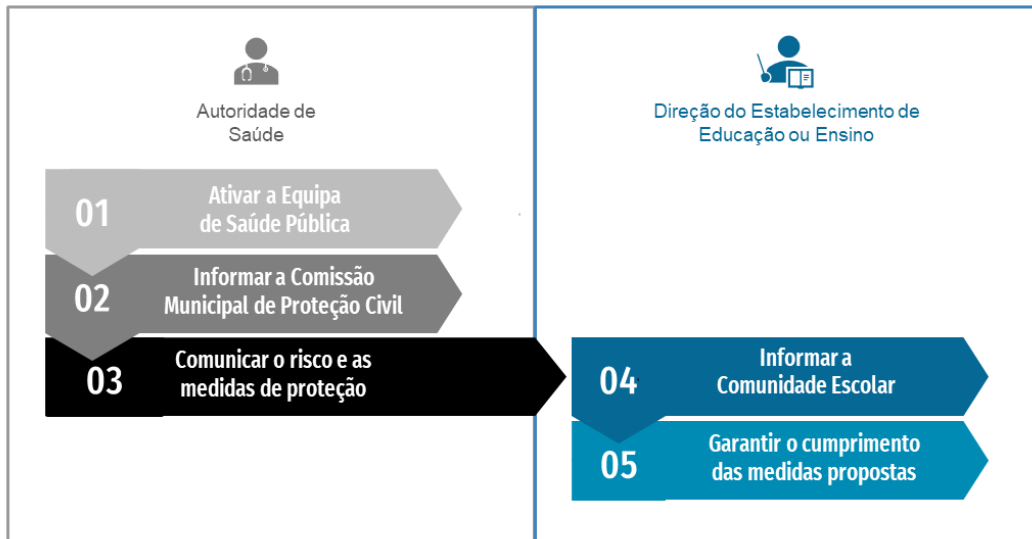 Autoridade de
Saúde
01
Ativar a Equipa
de Saúde Pública
02
Informar a Comissão
Municipal de Proteção Civil
03
Comunicar o risco e as
medidas de proteção
Direção do Estabelecimento de
Educação ou Ensino
04
Informar a
Comunidade Escolar
05
Garantir o cumprimento
das medidas propostas